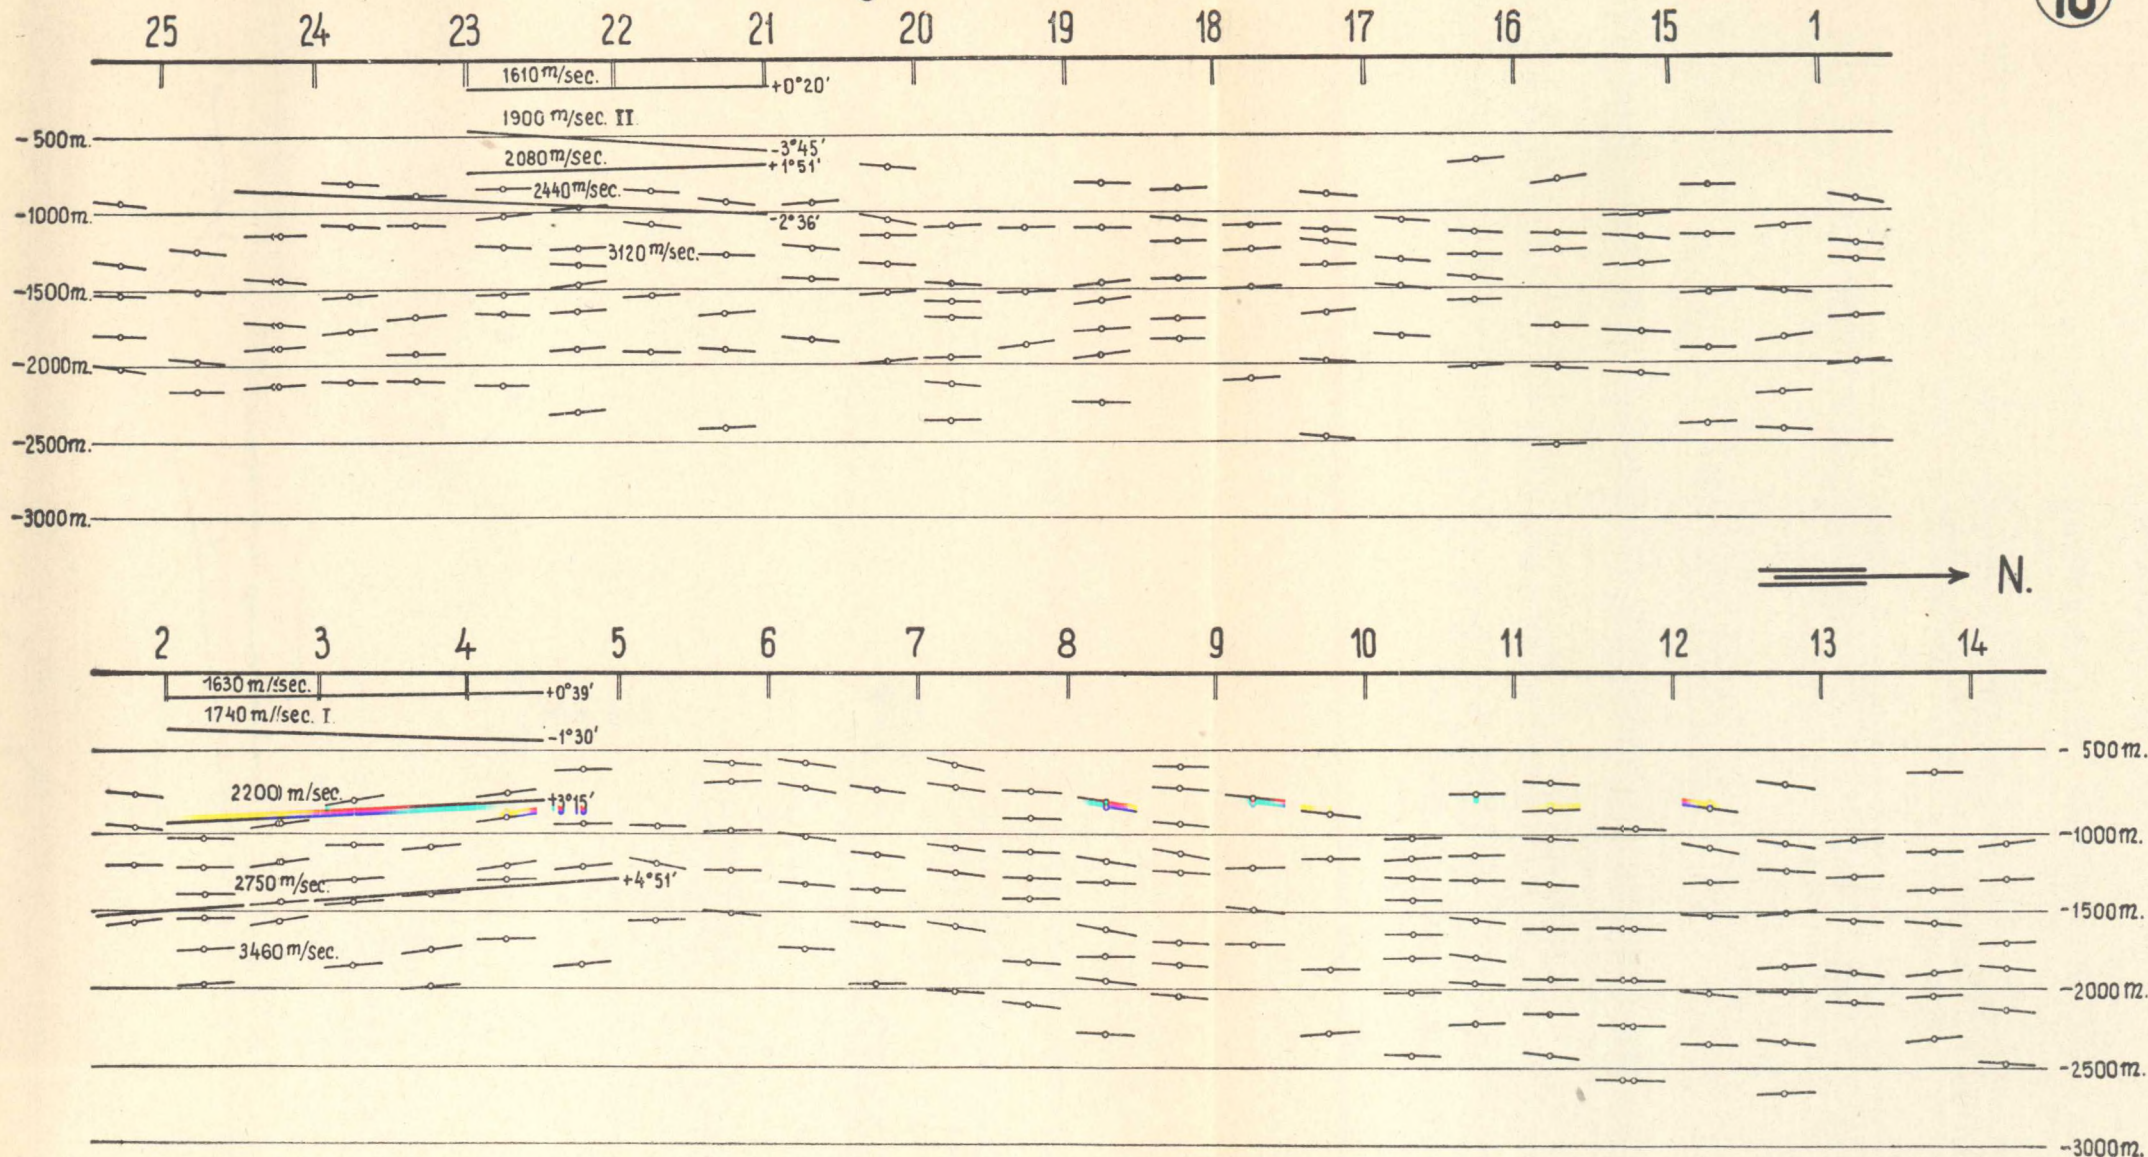 10
25 24 23 22 21 20 19 18 17 16 15 1
1610 m/sec. +0°20'
1900 m/sec. II
-500m.
-3°45'
2080 m/sec. +1°51'
2440 m/sec.
-1000m.
-2°36'
3120 m/sec.
-1500m.
-2000m.
-2500m.
-3000m.
N.
2 3 4 5 6 7 8 9 10 11 12 13 14
1630 m/sec. +0°39'
1740 m/sec. I
-1°30'
-500m.
2200 m/sec. +3°15'
-1000m.
2750 m/sec. +4°51'
-1500m.
3460 m/sec.
-2000m.
-2500m.
-3000m.